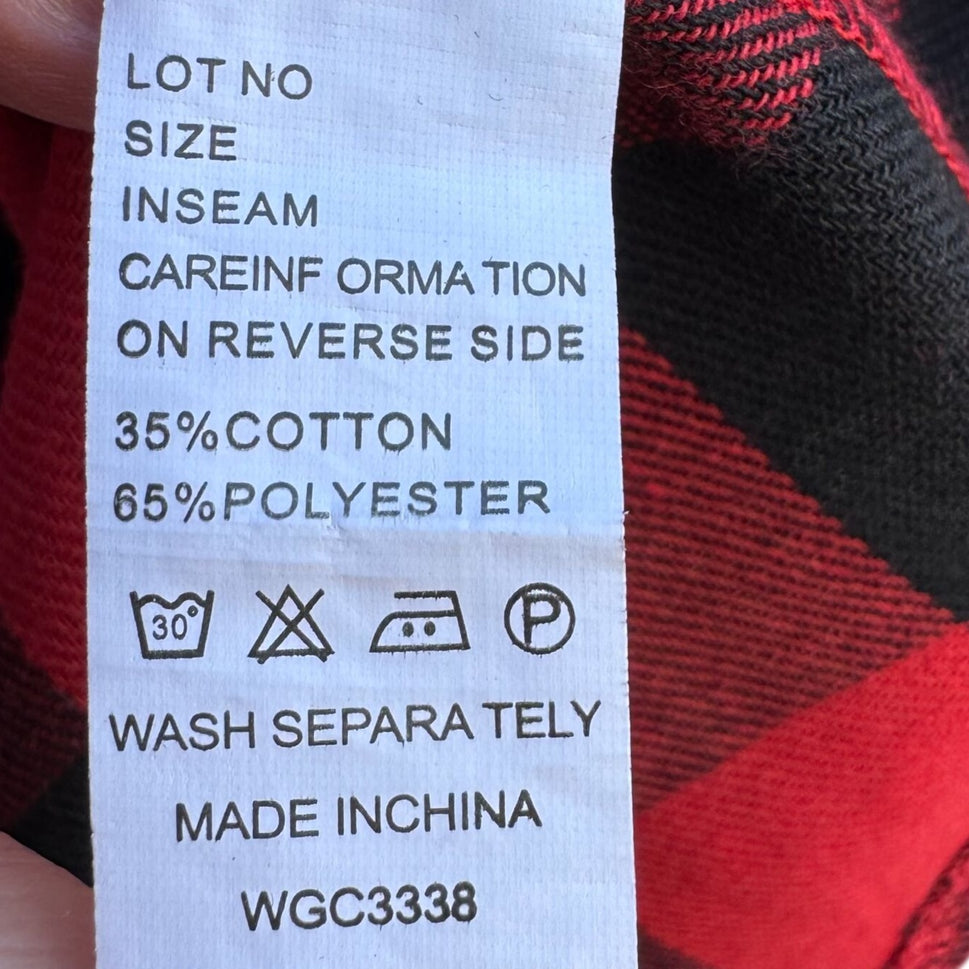 LOT NO
SIZE
INSEAM
CAREINF ORMA TION
ON REVERSE SIDE
35%COTTON
65%POLYESTER
30° P
WASH SEPARA TELY
MADE INCHINA
WGC3338